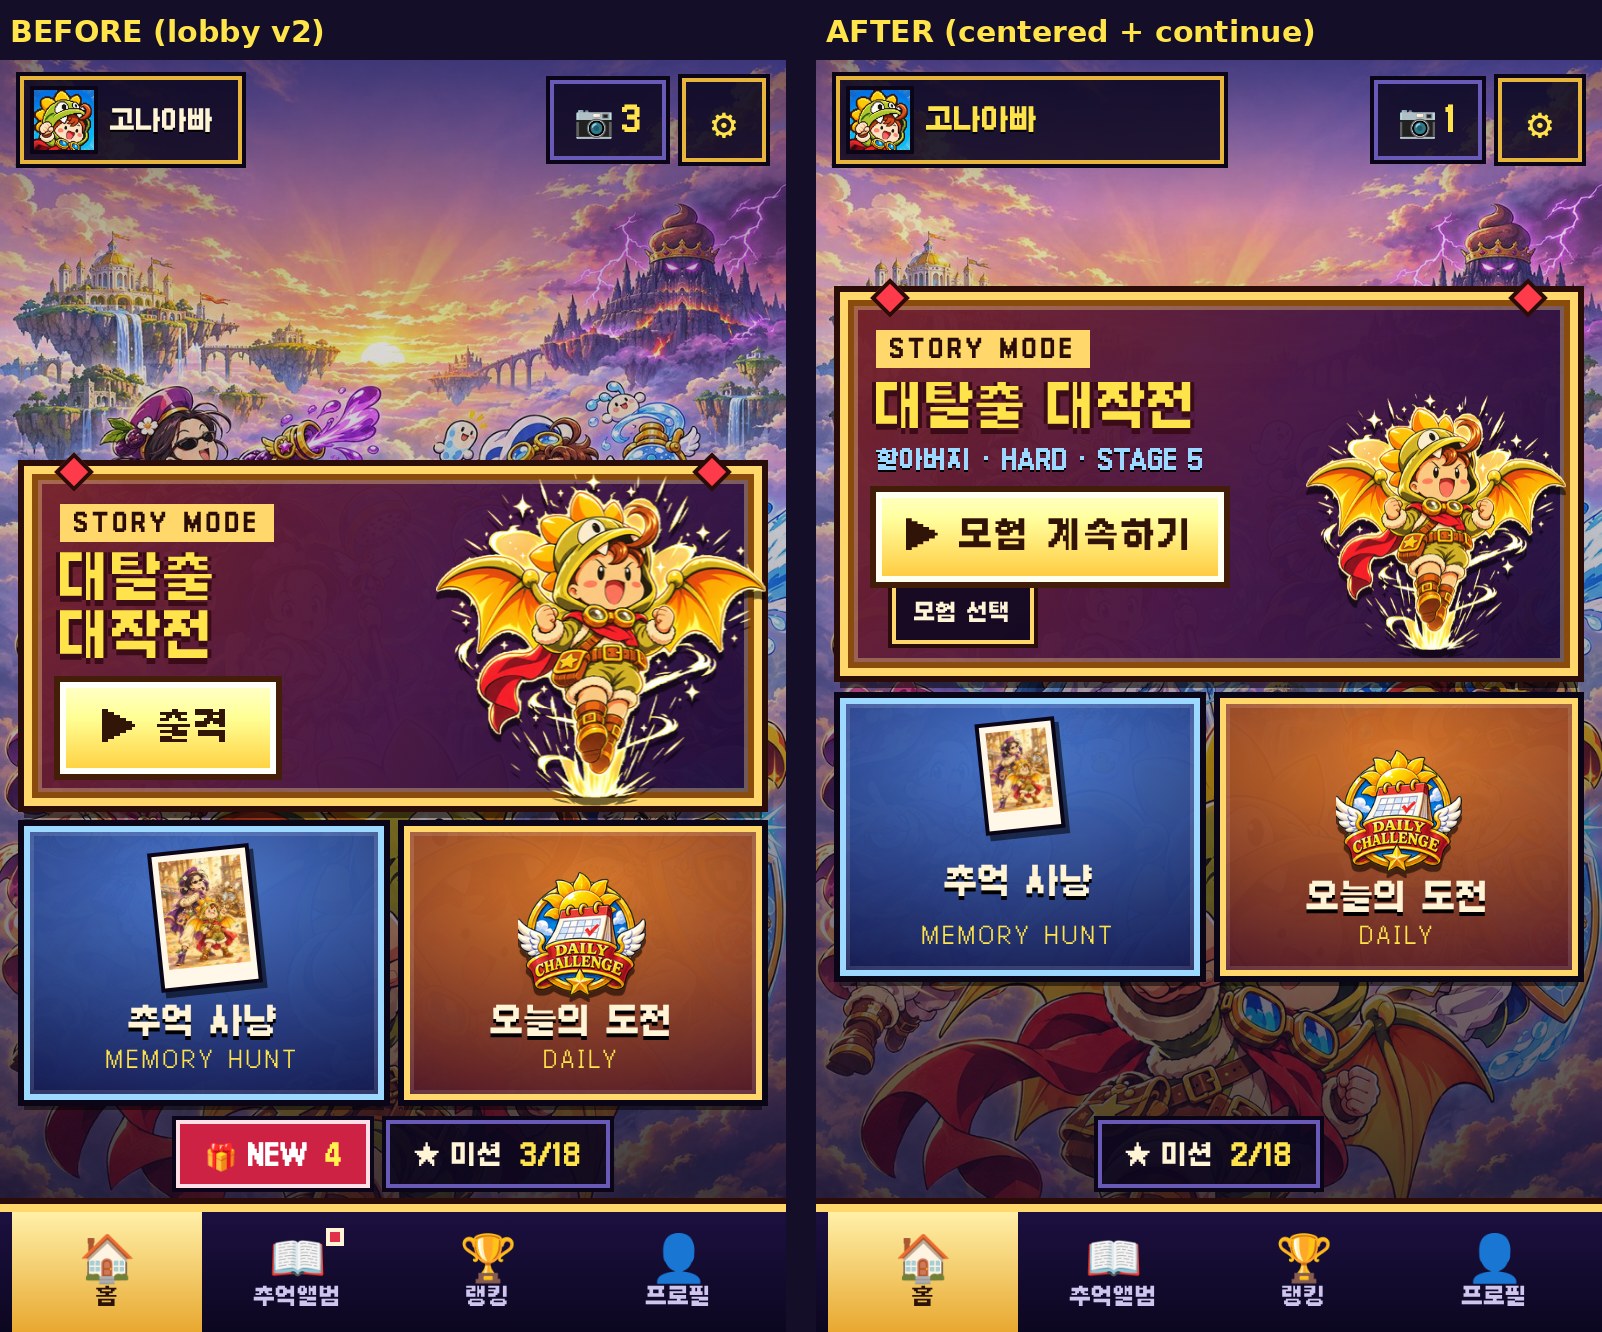 BEFORE (lobby v2)
고나아빠
3
STORY MODE
대탈출
대작전
▶ 출격
DAILY
CHALLENGE
추억 사냥
MEMORY HUNT
오늘의 도전
DAILY
NEW 4
★ 미션 3/18
홈
추억앨범
랭킹
프로필
AFTER (centered + continue)
고나아빠
1
STORY MODE
대탈출 대작전
할아버지 · HARD · STAGE 5
▶ 모험 계속하기
모험 선택
DAILY
CHALLENGE
추억 사냥
MEMORY HUNT
오늘의 도전
DAILY
★ 미션 2/18
홈
추억앨범
랭킹
프로필